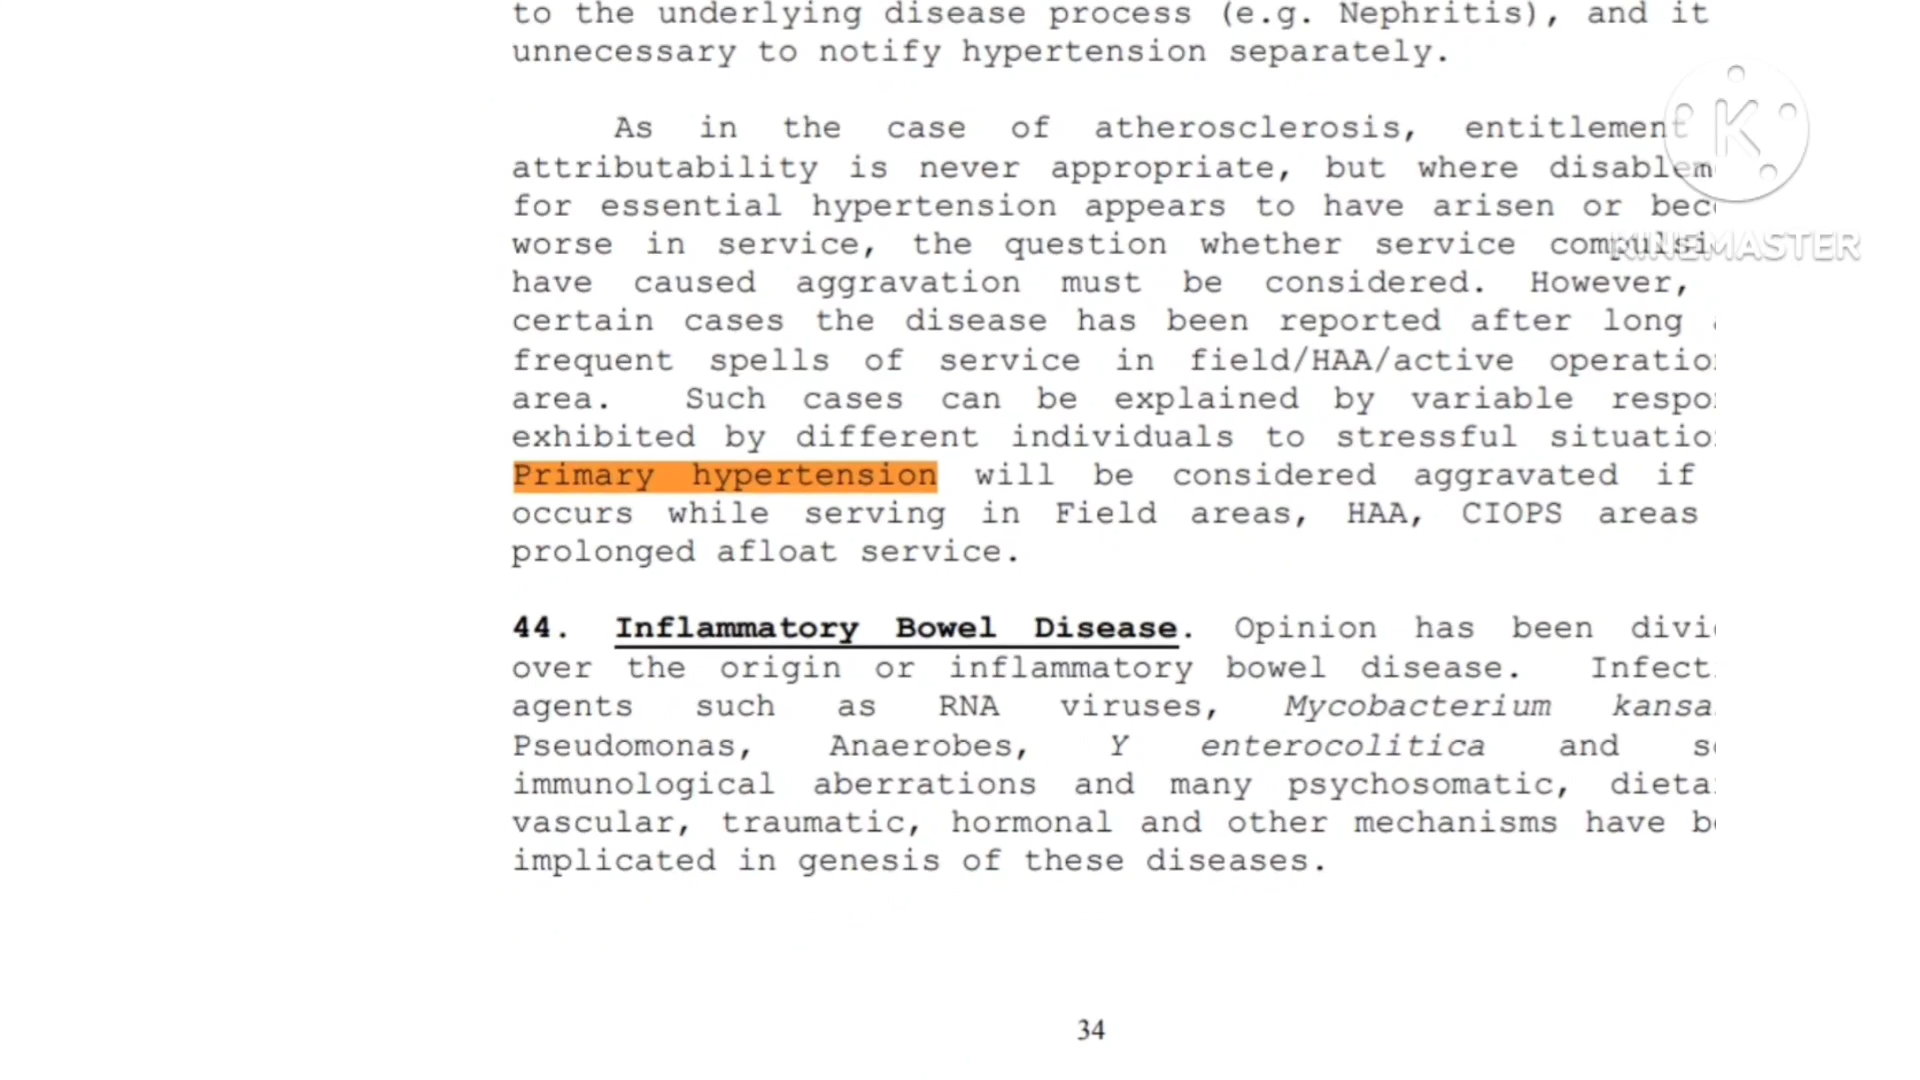 to the underlying disease process (e.g. Nephritis), and it
unnecessary to notify hypertension separately.
As in the case of atherosclerosis, entitlement
attributability is never appropriate, but where
for essential hypertension appears to have arisen or
worse in service, the question whether service
have caused aggravation must be considered. However,
certain cases the disease has been reported after long
frequent spells of service in field/HAA/active
area. Such cases can be explained by variable
exhibited by different individuals to stressful
Primary hypertension will be considered aggravated if
occurs while serving in Field areas, HAA, CIOPS areas
prolonged afloat service.
44. Inflammatory Bowel Disease. Opinion has been
over the origin or inflammatory bowel disease.
agents such as RNA viruses, Mycobacterium
Pseudomonas, Anaerobes, Y enterocolitica and
immunological aberrations and many psychosomatic,
vascular, traumatic, hormonal and other mechanisms have
implicated in genesis of these diseases.
34
K
KINEMASTER